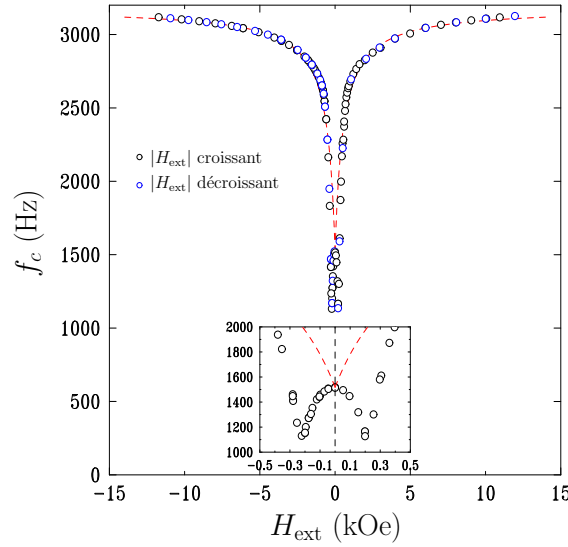 3000
2500
|H_ext| croissant
|H_ext| décroissant
2000
f_c (Hz)
1500
1000
500
0
2000
1800
1600
1400
1200
1000
-0.5 -0.3 -0.1 0.1 0.3 0.5
-15 -10 -5 0 5 10 15
H_ext (kOe)